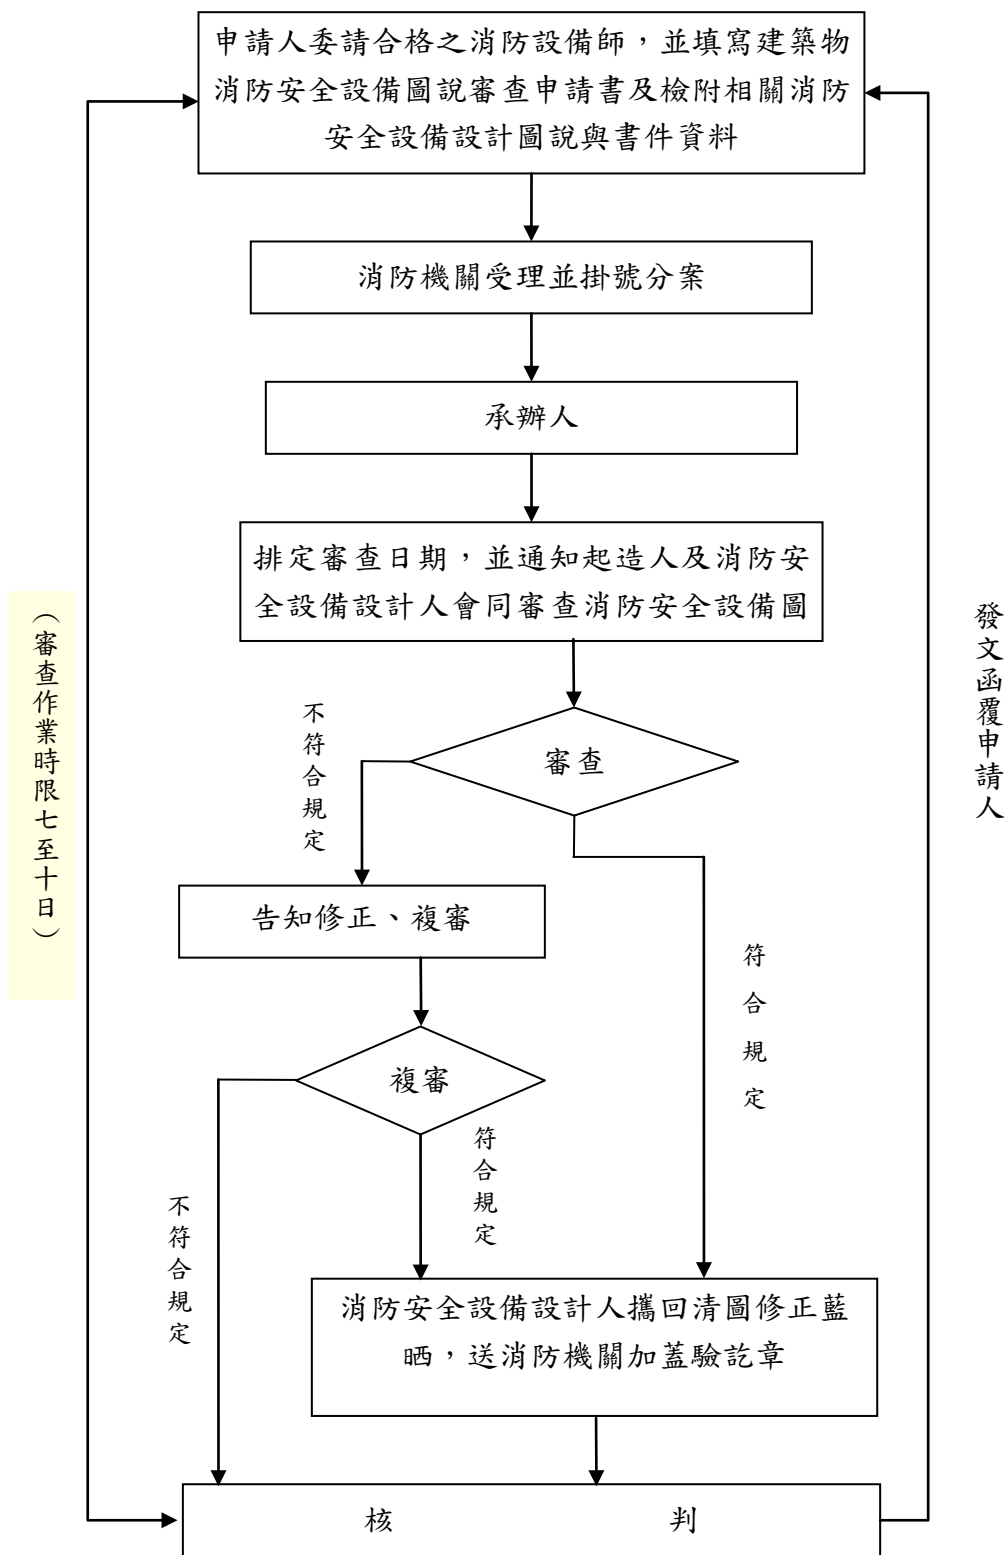 申請人委請合格之消防設備師，並填寫建築物
消防安全設備圖說審查申請書及檢附相關消防
安全設備設計圖說與書件資料
消防機關受理並掛號分案
承辦人
排定審查日期，並通知起造人及消防安
全設備設計人會同審查消防安全設備圖
（審查作業時限七至十日）
發文函覆申請人
審查
不符合規定
告知修正、複審
符合規定
複審
符合規定
不符合規定
消防安全設備設計人攜回清圖修正藍
晒，送消防機關加蓋驗訖章
核 判